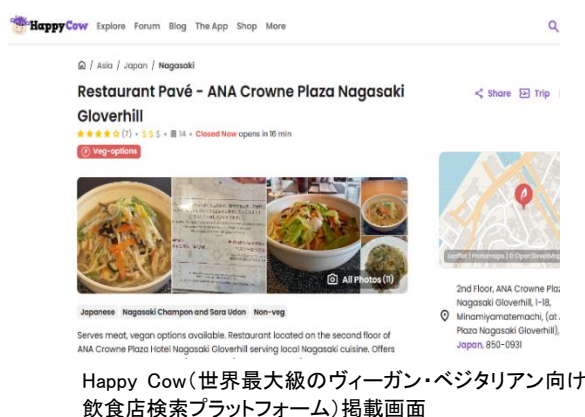 HappyCow Explore Forum Blog The App Shop More
/ Asia / Japan / Nagasaki
Restaurant Pavé - ANA Crowne Plaza Nagasaki
Gloverhill
(7) • $ $ $ • 14 • Closed Now opens in 16 min
Veg-options
Share Trip
All Photos (11)
Leaflet | Protomaps | © OpenStreetMap
Japanese Nagasaki Champon and Sara Udon Non-veg
Serves meat, vegan options available. Restaurant located on the second floor of
ANA Crowne Plaza Hotel Nagasaki Gloverhill serving local Nagasaki cuisine. Offers
2nd Floor, ANA Crowne Plaz
Nagasaki Gloverhill, 1-18,
Minamiyamatemachi, (at
Plaza Nagasaki Gloverhill),
Japan, 850-0931
Happy Cow(世界最大級のヴィーガン・ベジタリアン向け
飲食店検索プラットフォーム)掲載画面